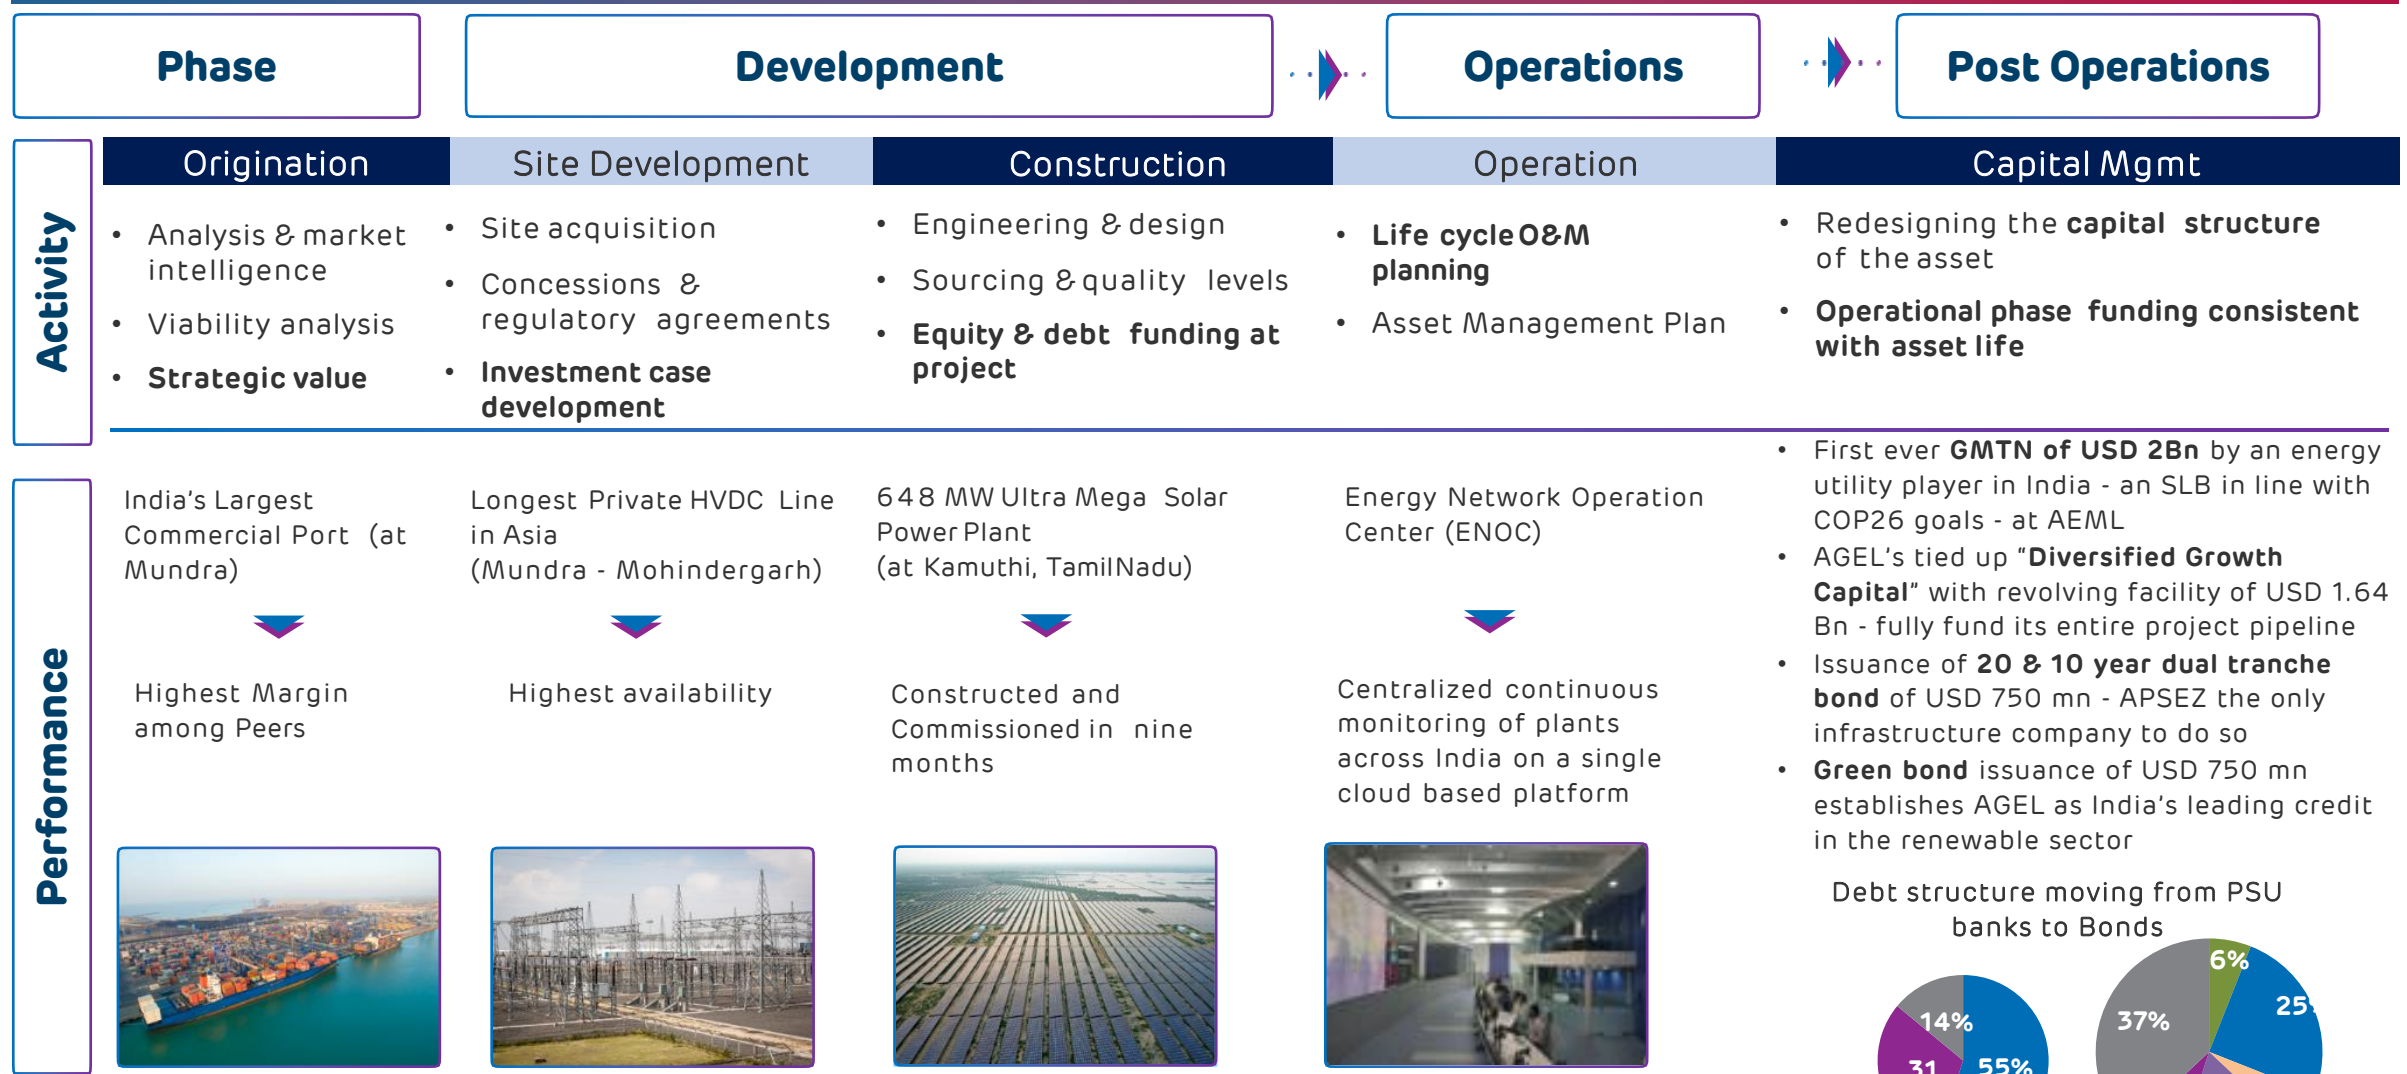 Phase
Development
Operations
Post Operations
Activity
Origination
Site Development
Construction
Operation
Capital Mgmt
• Analysis & market
intelligence
• Viability analysis
• Strategic value
• Site acquisition
• Concessions &
regulatory agreements
• Investment case
development
• Engineering & design
• Sourcing & quality levels
• Equity & debt funding at
project
• Life cycle O&M
planning
• Asset Management Plan
• Redesigning the capital structure
of the asset
• Operational phase funding consistent
with asset life
Performance
India's Largest
Commercial Port (at
Mundra)
Highest Margin
among Peers
Longest Private HVDC Line
in Asia
(Mundra - Mohindergarh)
Highest availability
648 MW Ultra Mega Solar
Power Plant
(at Kamuthi, TamilNadu)
Constructed and
Commissioned in nine
months
Energy Network Operation
Center (ENOC)
Centralized continuous
monitoring of plants
across India on a single
cloud based platform
• First ever GMTN of USD 2Bn by an energy
utility player in India - an SLB in line with
COP26 goals - at AEML
• AGEL's tied up "Diversified Growth
Capital" with revolving facility of USD 1.64
Bn - fully fund its entire project pipeline
• Issuance of 20 & 10 year dual tranche
bond of USD 750 mn - APSEZ the only
infrastructure company to do so
• Green bond issuance of USD 750 mn
establishes AGEL as India's leading credit
in the renewable sector
Debt structure moving from PSU
banks to Bonds
14%
31
55%
6%
25
37%